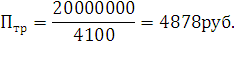 Птр = 20000000 / 4100 = 4878руб.